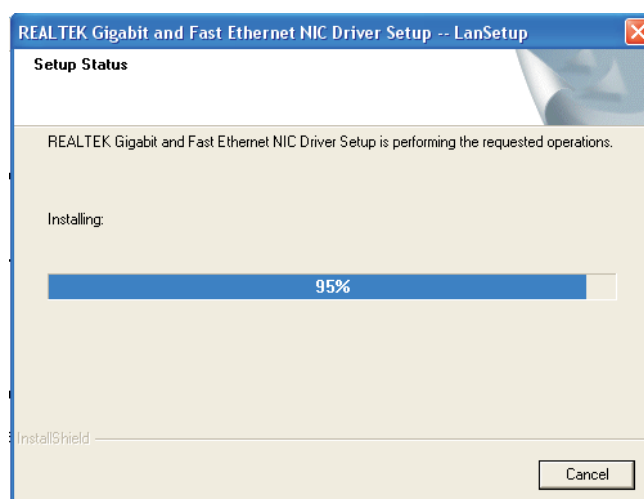 REALTEK Gigabit and Fast Ethernet NIC Driver Setup -- LanSetup
Setup Status
REALTEK Gigabit and Fast Ethernet NIC Driver Setup is performing the requested operations.
Installing:
95%
InstallShield
Cancel